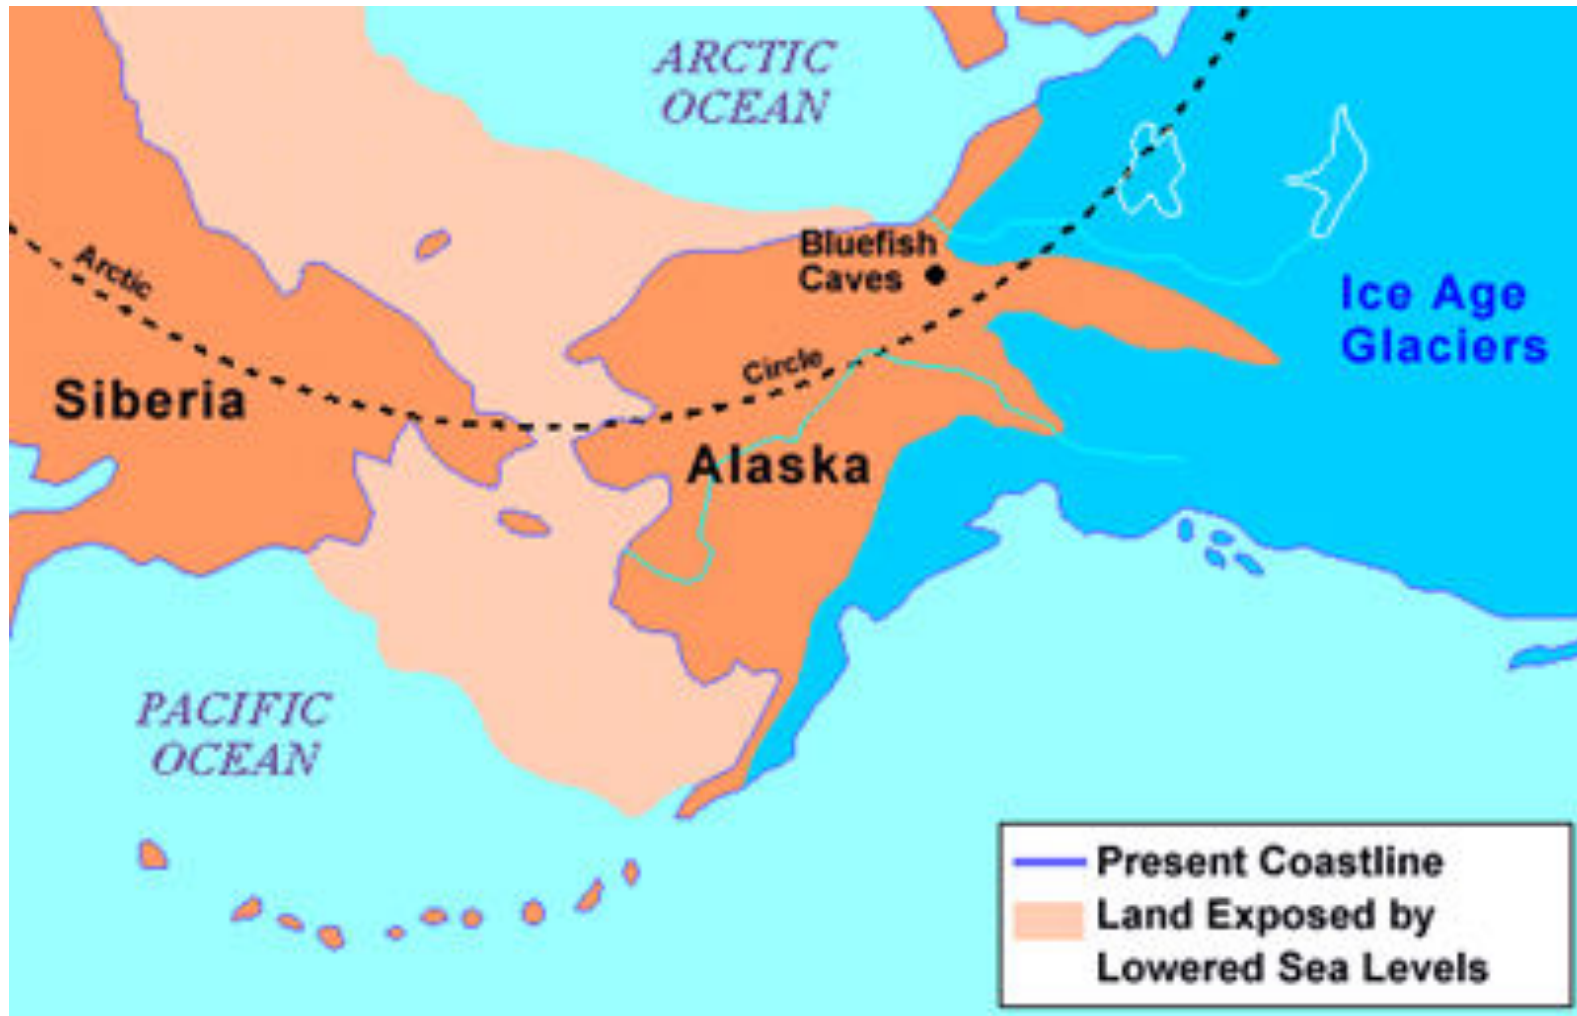 ARCTIC
OCEAN
Bluefish
Caves
Arctic
Ice Age
Glaciers
Circle
Siberia
Alaska
PACIFIC
OCEAN
Present Coastline
Land Exposed by
Lowered Sea Levels